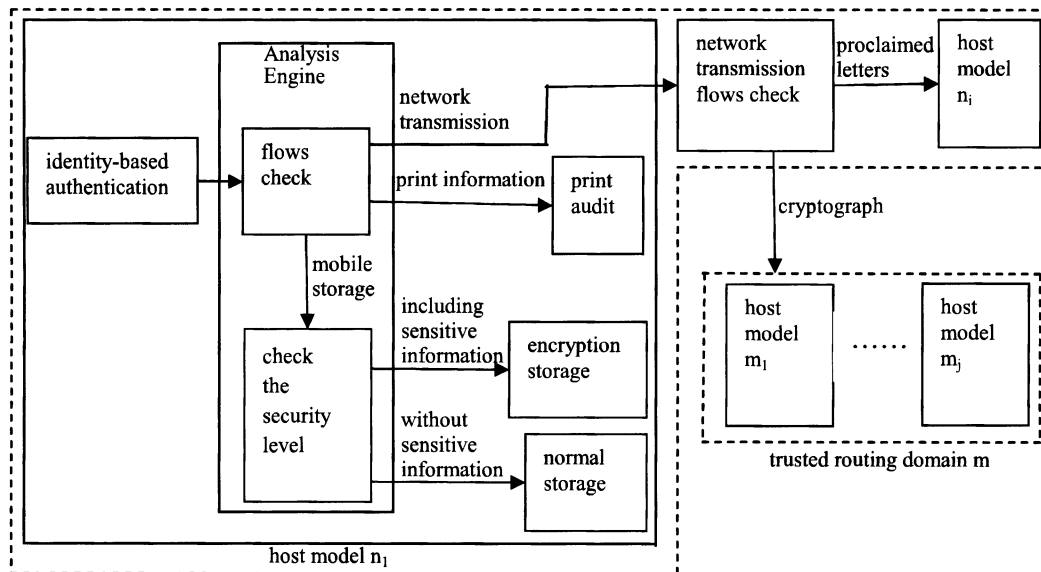 Analysis
Engine
identity-based
authentication
flows
check
network
transmission
print information
print
audit
mobile
storage
check
the
security
level
including
sensitive
information
encryption
storage
without
sensitive
information
normal
storage
host model n1
network
transmission
flows check
proclaimed
letters
host
model
ni
cryptograph
host
model
m1
......
host
model
mj
trusted routing domain m